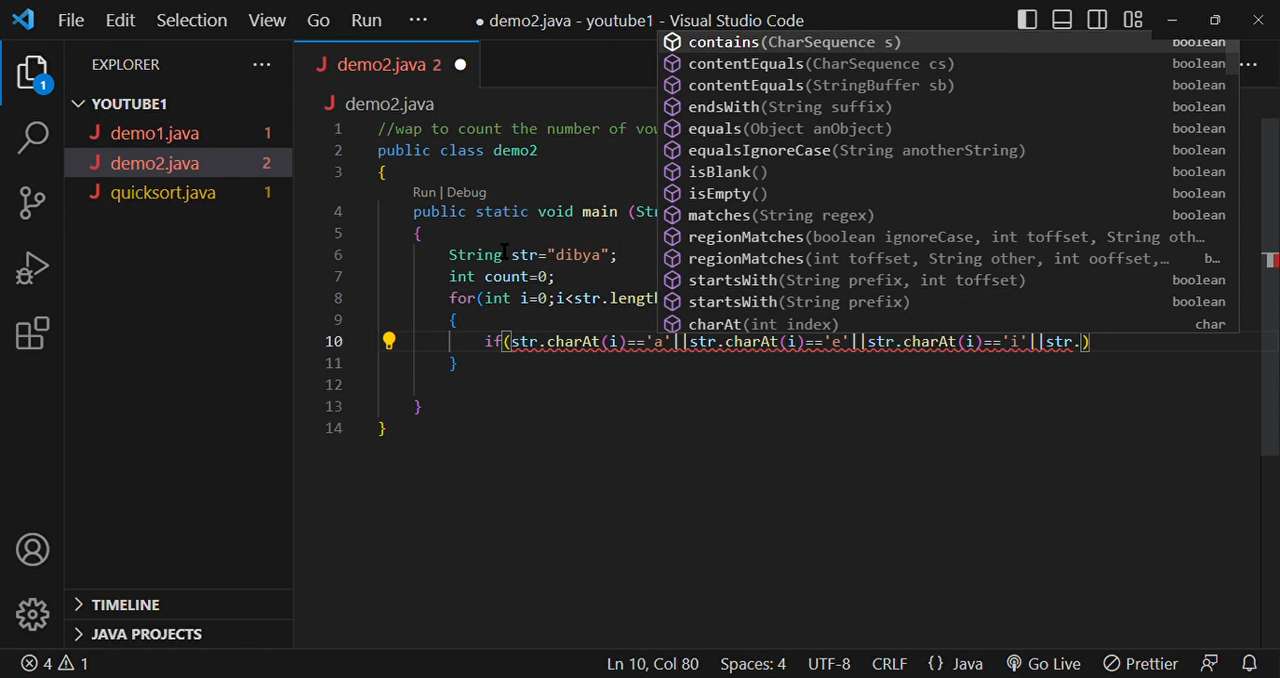 File Edit Selection View Go Run ··· ● demo2.java - youtube1 - Visual Studio Code
EXPLORER ···
1
YOUTUBE1
J demo1.java 1
J demo2.java 2
J quicksort.java 1
TIMELINE
JAVA PROJECTS
J demo2.java 2 ●
···
J demo2.java
1 //wap to count the number of
2 public class demo2
3 {
Run | Debug
4 public static void main
5 {
6 String str="dibya";
7 int count=0;
8 for(int i=0;i<str.length
9 {
10 if(str.charAt(i)=='a'||str.charAt(i)=='e'||str.charAt(i)=='i'||str.)
11 }
12
13 }
14 }
contains(CharSequence s) boolean
contentEquals(CharSequence cs) boolean
contentEquals(StringBuffer sb) boolean
endsWith(String suffix) boolean
equals(Object anObject) boolean
equalsIgnoreCase(String anotherString) boolean
isBlank() boolean
isEmpty() boolean
matches(String regex) boolean
regionMatches(boolean ignoreCase, int toffset, String oth…
regionMatches(int toffset, String other, int ooffset,… b…
startsWith(String prefix, int toffset) boolean
startsWith(String prefix) boolean
charAt(int index) char
4 1 Ln 10, Col 80 Spaces: 4 UTF-8 CRLF {} Java Go Live Prettier